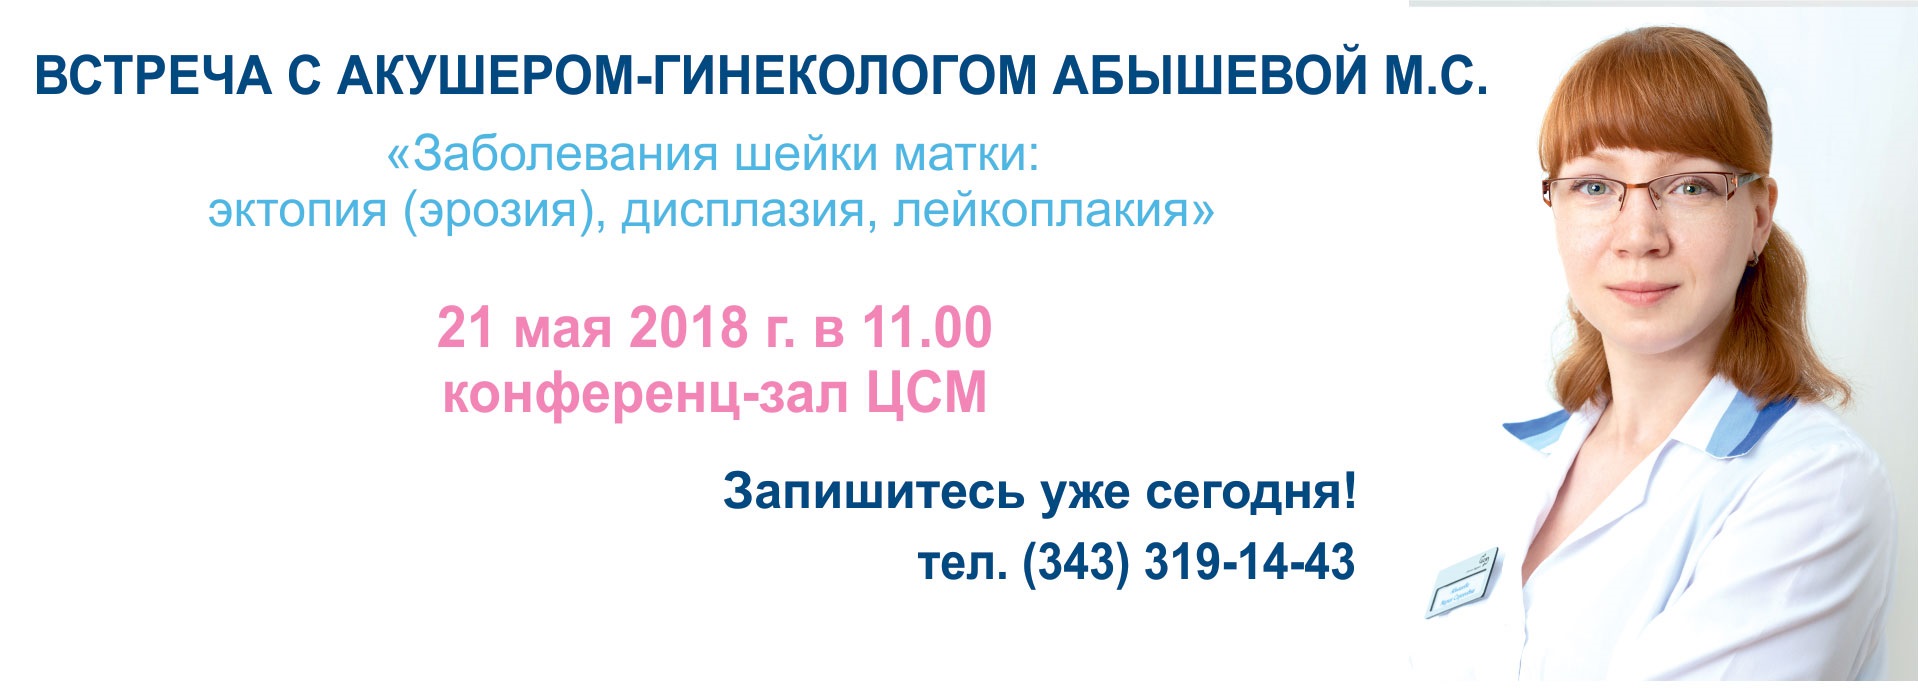 ВСТРЕЧА С АКУШЕРОМ-ГИНЕКОЛОГОМ АБЫШЕВОЙ М.С.
«Заболевания шейки матки:
эктопия (эрозия), дисплазия, лейкоплакия»
21 мая 2018 г. в 11.00
конференц-зал ЦСМ
Запишитесь уже сегодня!
тел. (343) 319-14-43